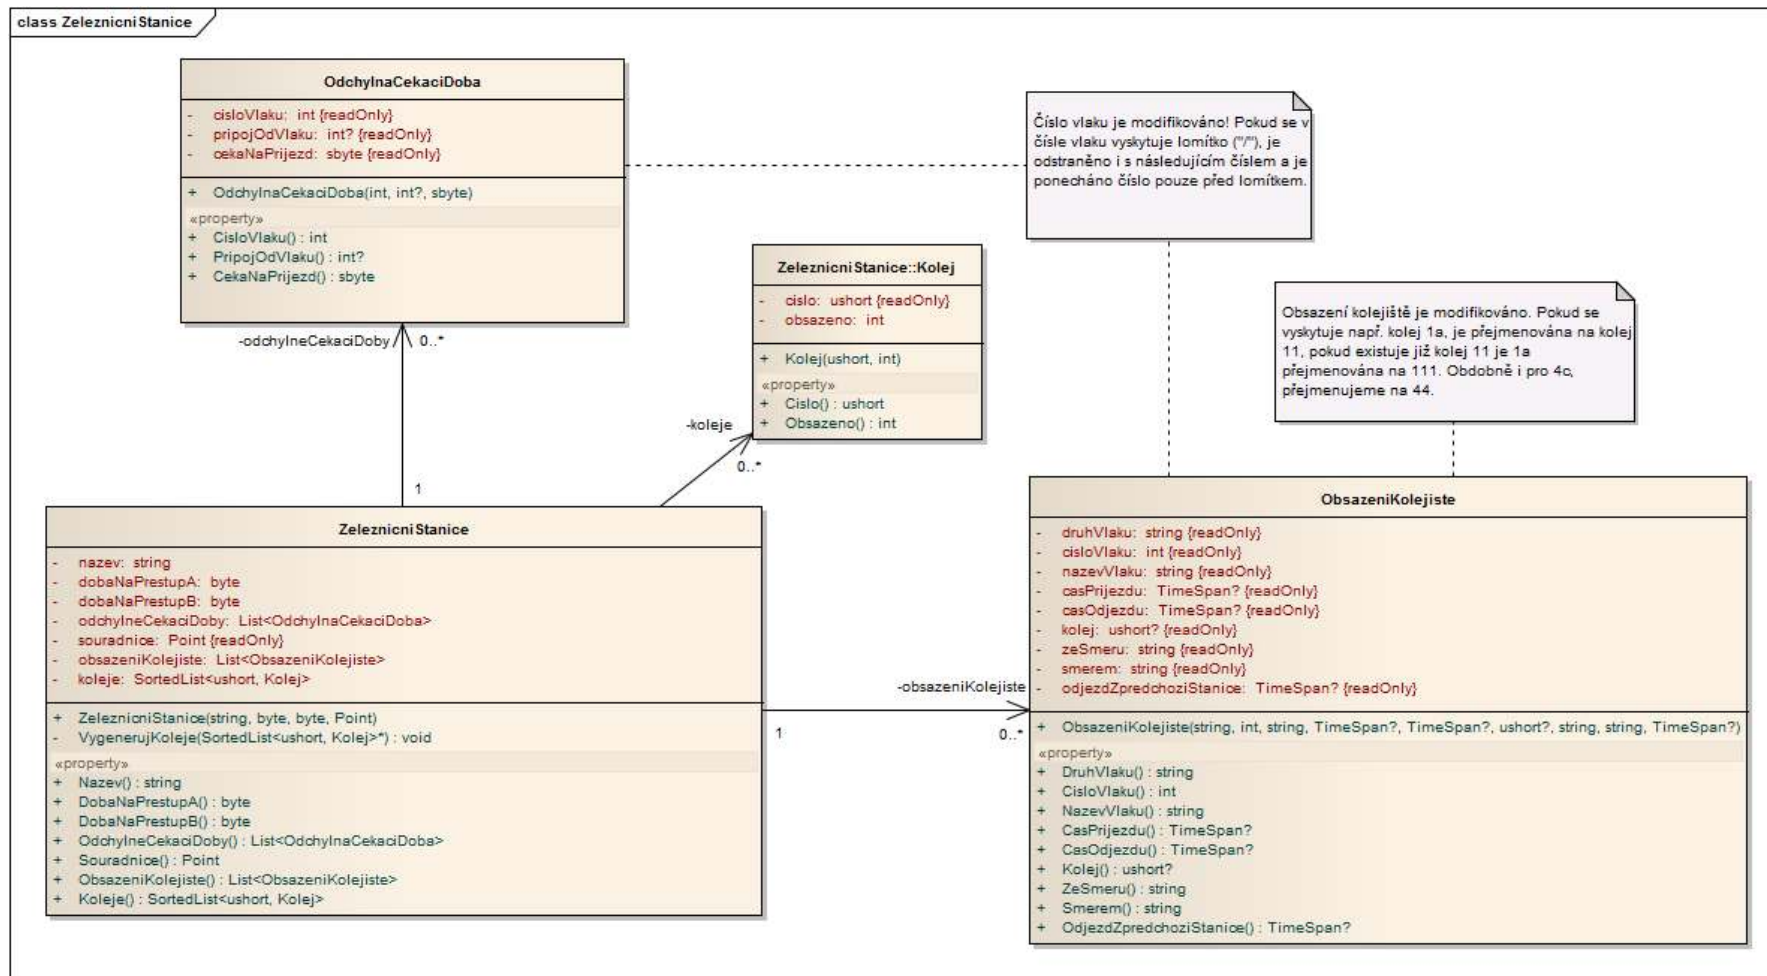 class ZeleznicniStanice
OdchylnaCekaciDoba
- cisloVlaku: int {readOnly}
- pripojOdVlaku: int? {readOnly}
- cekaNaPrijezd: sbyte {readOnly}
+ OdchylnaCekaciDoba(int, int?, sbyte)
«property»
+ CisloVlaku() : int
+ PripojOdVlaku() : int?
+ CekaNaPrijezd() : sbyte
Číslo vlaku je modifikováno! Pokud se v
čísle vlaku vyskytuje lomítko ("/"), je
odstraněno i s následujícím číslem a je
ponecháno číslo pouze před lomítkem.
ZeleznicniStanice::Kolej
- cislo: ushort {readOnly}
- obsazeno: int
+ Kolej(ushort, int)
«property»
+ Cislo() : ushort
+ Obsazeno() : int
Obsazení kolejiště je modifikováno. Pokud se
vyskytuje např. kolej 1a, je přejmenována na kolej
11, pokud existuje již kolej 11 je 1a
přejmenována na 111. Obdobně i pro 4c,
přejmenujeme na 44.
-odchylneCekaciDoby
0..*
-koleje
0..*
1
ZeleznicniStanice
- nazev: string
- dobaNaPrestupA: byte
- dobaNaPrestupB: byte
- odchylneCekaciDoby: List<OdchylnaCekaciDoba>
- souradnice: Point {readOnly}
- obsazeniKolejiste: List<ObsazeniKolejiste>
- koleje: SortedList<ushort, Kolej>
+ ZeleznicniStanice(string, byte, byte, Point)
- VygenerujKoleje(SortedList<ushort, Kolej>*) : void
«property»
+ Nazev() : string
+ DobaNaPrestupA() : byte
+ DobaNaPrestupB() : byte
+ OdchylneCekaciDoby() : List<OdchylnaCekaciDoba>
+ Souradnice() : Point
+ ObsazeniKolejiste() : List<ObsazeniKolejiste>
+ Koleje() : SortedList<ushort, Kolej>
-obsazeniKolejiste
1
0..*
ObsazeniKolejiste
- druhVlaku: string {readOnly}
- cisloVlaku: int {readOnly}
- nazevVlaku: string {readOnly}
- casPrijezdu: TimeSpan? {readOnly}
- casOdjezdu: TimeSpan? {readOnly}
- kolej: ushort? {readOnly}
- zeSmeru: string {readOnly}
- smerem: string {readOnly}
- odjezdZpredchoziStanice: TimeSpan? {readOnly}
+ ObsazeniKolejiste(string, int, string, TimeSpan?, TimeSpan?, ushort?, string, string, TimeSpan?)
«property»
+ DruhVlaku() : string
+ CisloVlaku() : int
+ NazevVlaku() : string
+ CasPrijezdu() : TimeSpan?
+ CasOdjezdu() : TimeSpan?
+ Kolej() : ushort?
+ ZeSmeru() : string
+ Smerem() : string
+ OdjezdZpredchoziStanice() : TimeSpan?